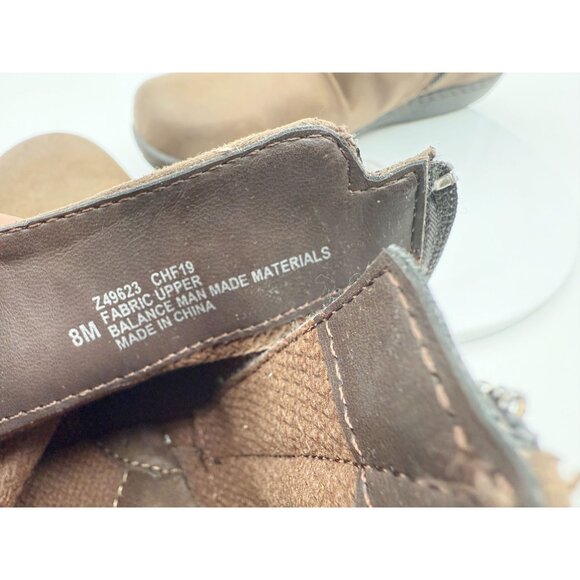 Z49623 CHF19
8M FABRIC UPPER
BALANCE MAN MADE MATERIALS
MADE IN CHINA